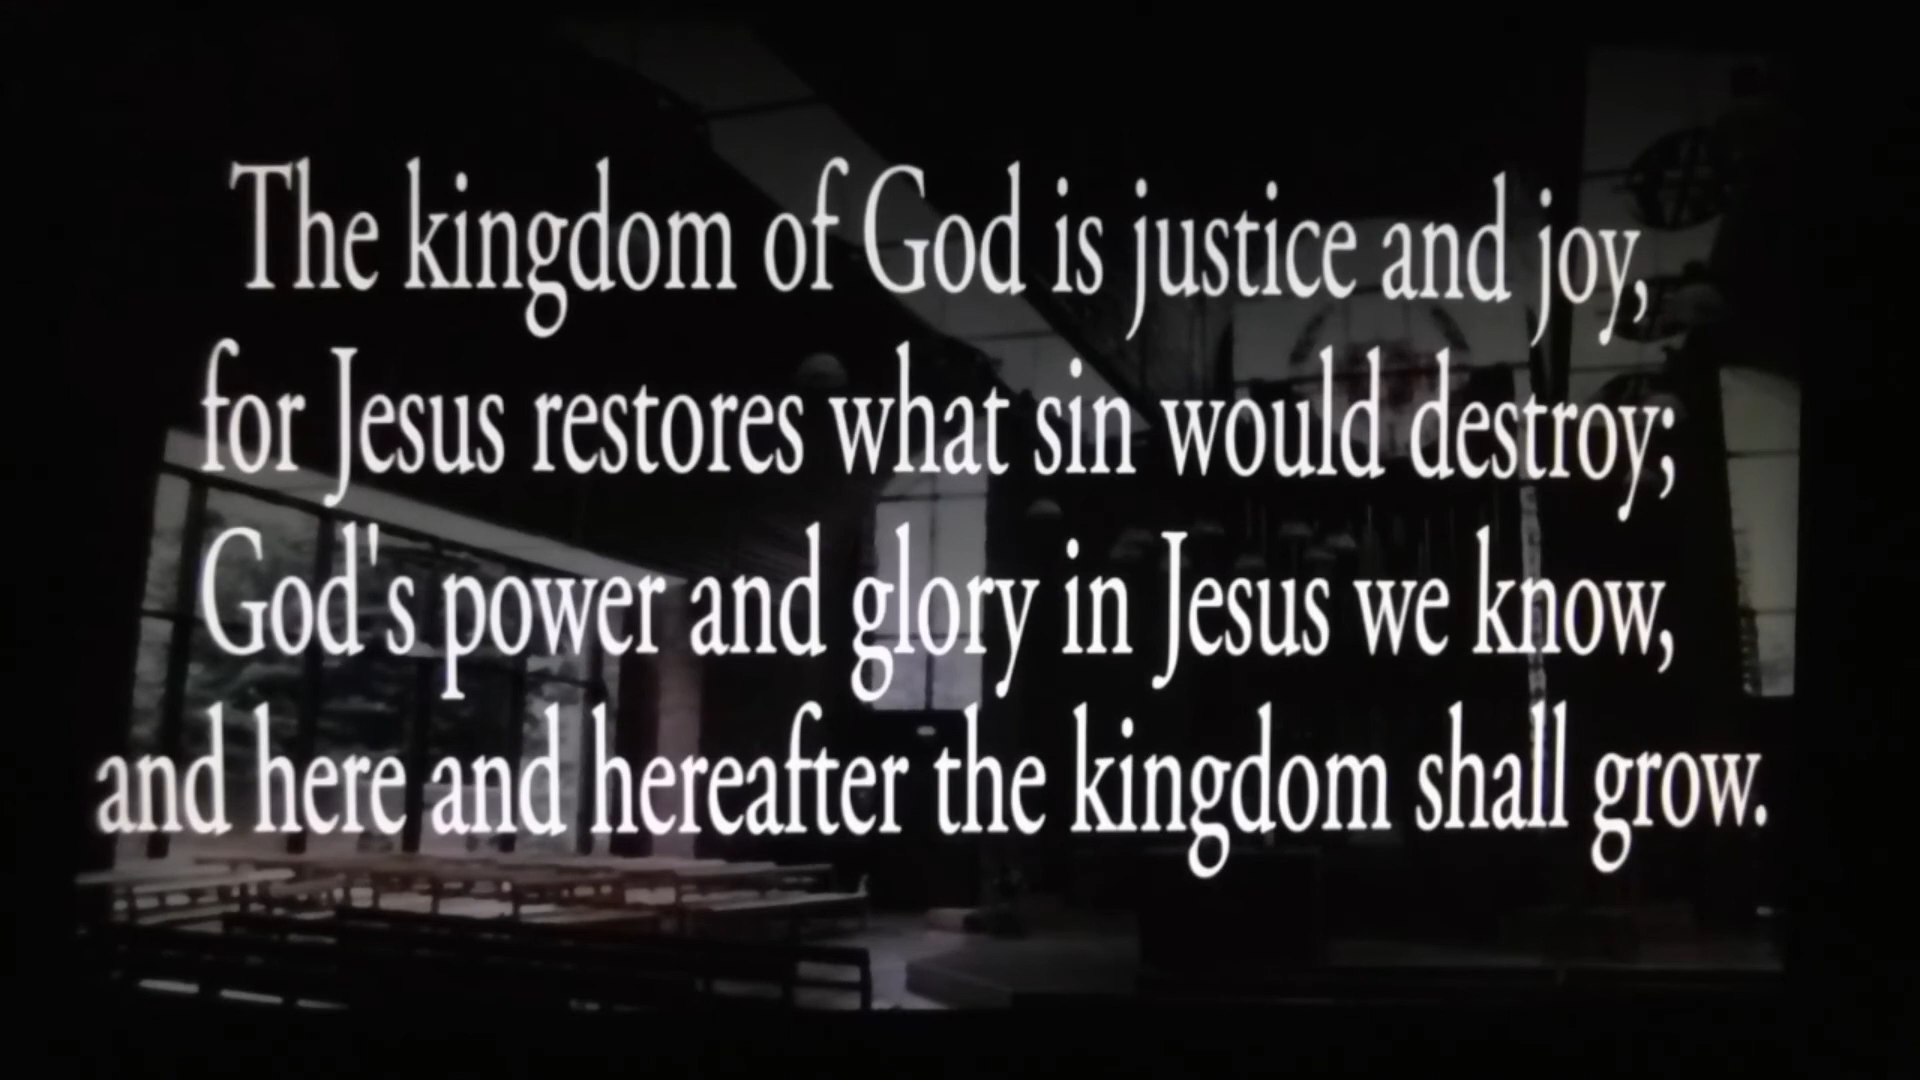 The kingdom of God is justice and joy,
for Jesus restores what sin would destroy;
God's power and glory in Jesus we know,
and here and hereafter the kingdom shall grow.